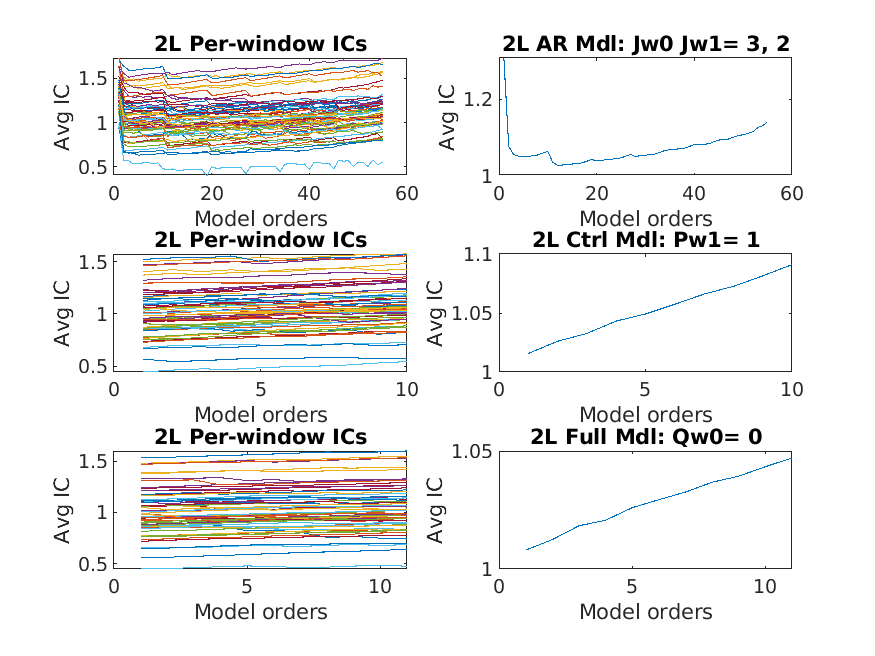 2L Per-window ICs
1.5
1
0.5
Avg IC
0 20 40 60
Model orders
2L AR Mdl: Jw0 Jw1= 3, 2
1.2
1
Avg IC
0 20 40 60
Model orders
2L Per-window ICs
1.5
1
0.5
Avg IC
0 5 10
Model orders
2L Ctrl Mdl: Pw1= 1
1.1
1.05
1
Avg IC
0 5 10
Model orders
2L Per-window ICs
1.5
1
0.5
Avg IC
0 5 10
Model orders
2L Full Mdl: Qw0= 0
1.05
1
Avg IC
0 5 10
Model orders